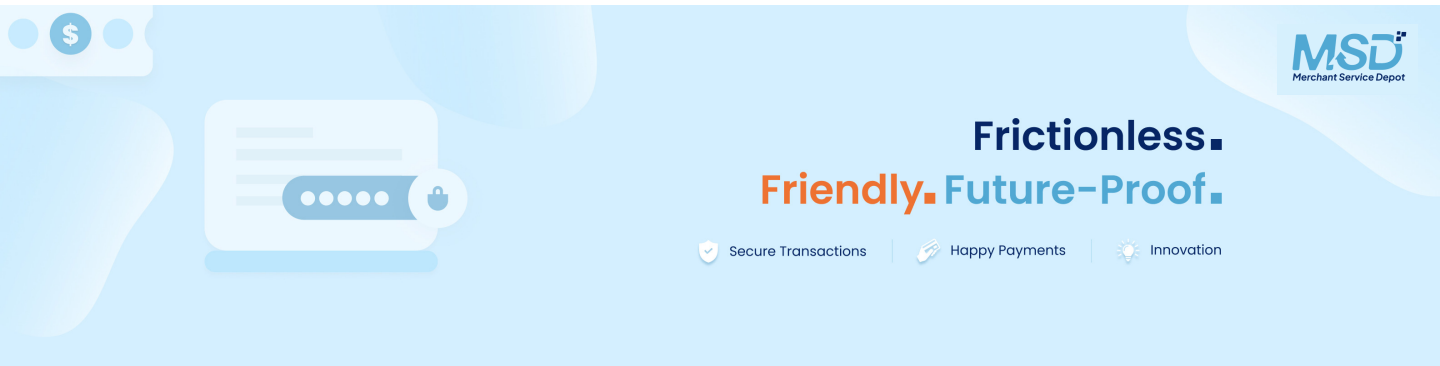 $
MSD
Merchant Service Depot
Frictionless.
Friendly. Future-Proof.
Secure Transactions
Happy Payments
Innovation